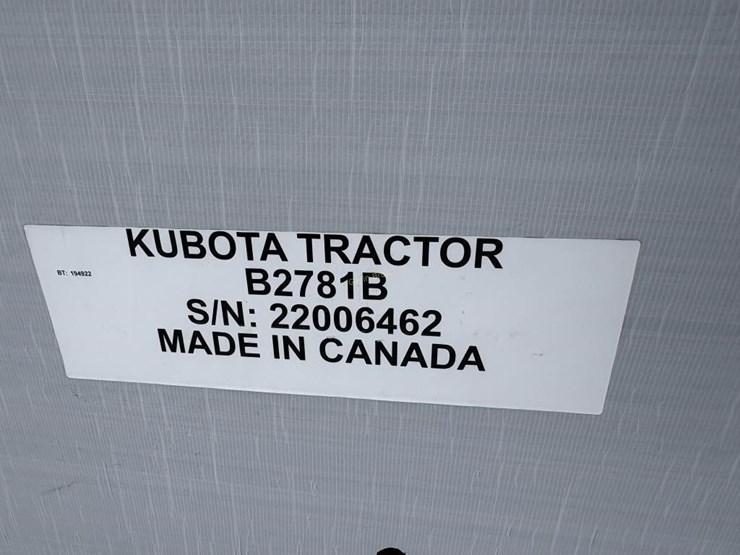 KUBOTA TRACTOR
BT: 194922
B2781B
S/N: 22006462
MADE IN CANADA